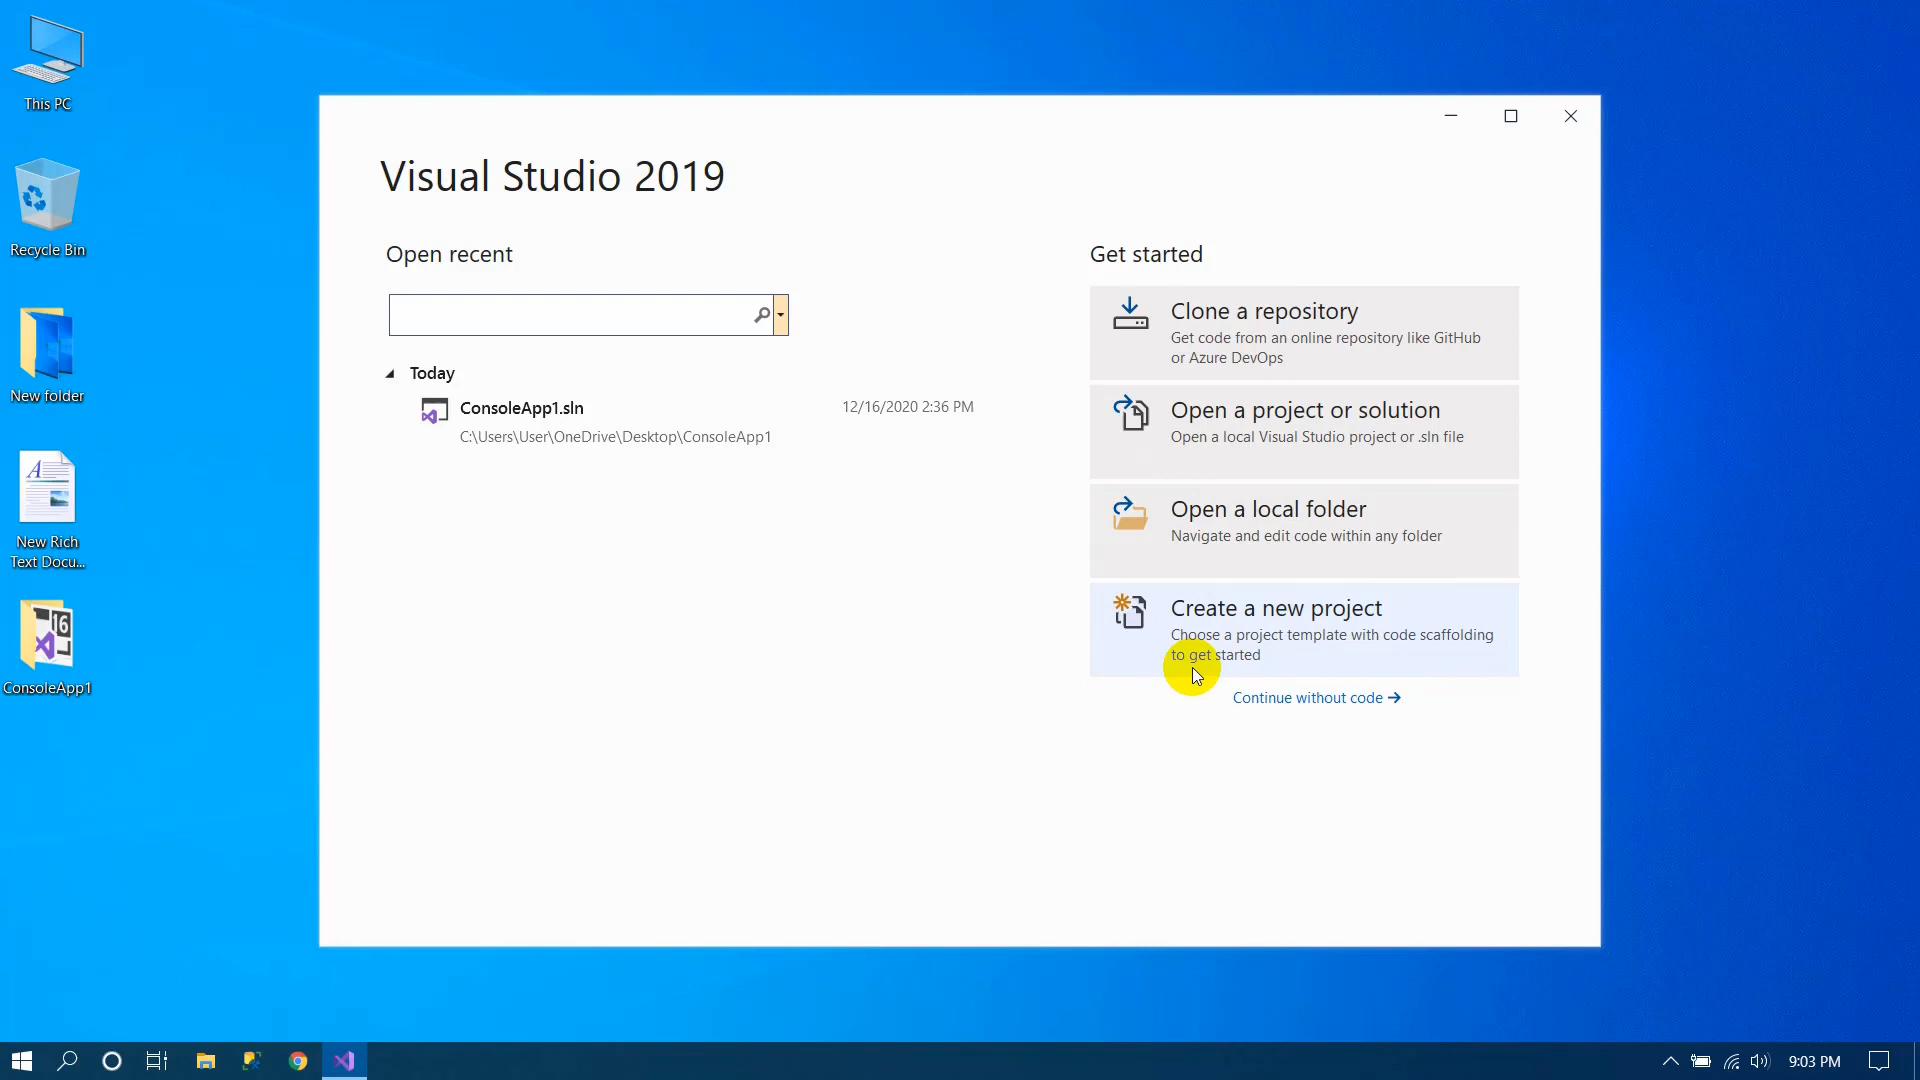 This PC
Recycle Bin
New folder
New Rich
Text Docu...
ConsoleApp1
Visual Studio 2019
Open recent
Today
ConsoleApp1.sln
12/16/2020 2:36 PM
C:\Users\User\OneDrive\Desktop\ConsoleApp1
Get started
Clone a repository
Get code from an online repository like GitHub
or Azure DevOps
Open a project or solution
Open a local Visual Studio project or .sln file
Open a local folder
Navigate and edit code within any folder
Create a new project
Choose a project template with code scaffolding
to get started
Continue without code
9:03 PM